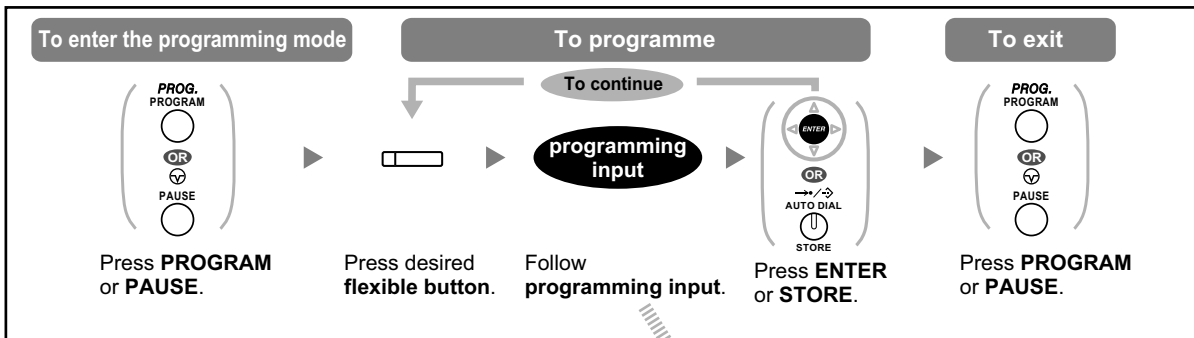 To enter the programming mode
To programme
To exit
To continue
PROG.
PROGRAM
OR
PAUSE
Press PROGRAM
or PAUSE.
Press desired
flexible button.
programming
input
Follow
programming input.
ENTER
OR
AUTO DIAL
STORE
Press ENTER
or STORE.
PROG.
PROGRAM
OR
PAUSE
Press PROGRAM
or PAUSE.